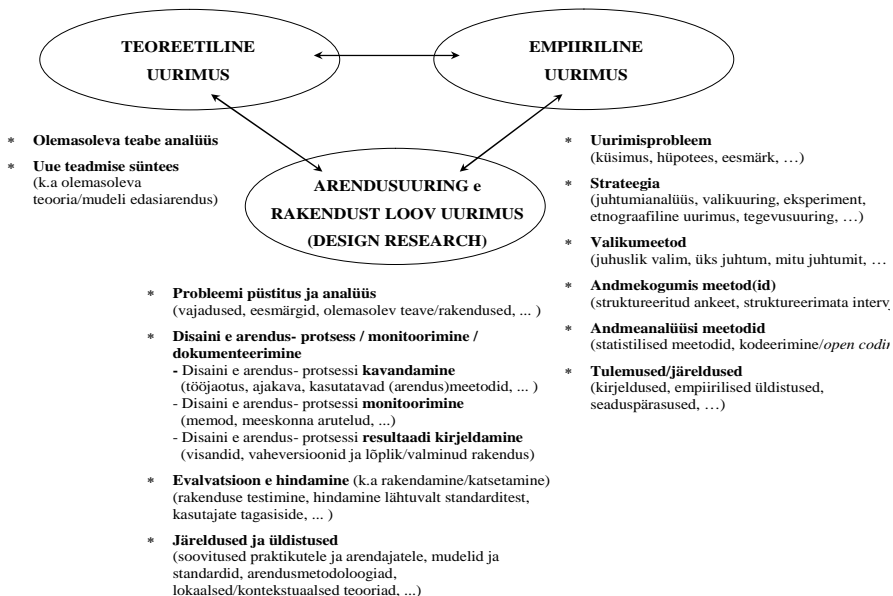 TEOREETILINE
UURIMUS
EMPIIRILINE
UURIMUS
* Olemasoleva teabe analüüs
* Uue teadmise süntees
(k.a olemasoleva
teooria/mudeli edasiarendus)
ARENDUSUURING e
RAKENDUST LOOV UURIMUS
(DESIGN RESEARCH)
* Uurimisprobleem
(küsimus, hüpotees, eesmärk, …)
* Strateegia
(juhtumianalüüs, valikuuring, eksperiment,
etnograafiline uurimus, tegevusuuring, …)
* Valikumeetod
(juhuslik valim, üks juhtum, mitu juhtumit, …
* Andmekogumis meetod(id)
(struktureeritud ankeet, struktureerimata
* Andmeanalüüsi meetodid
(statistilised meetodid, kodeerimine/open
* Tulemused/järeldused
(kirjeldused, empiirilised üldistused,
seaduspärasused, …)
* Probleemi püstitus ja analüüs
(vajadused, eesmärgid, olemasolev teave/rakendused, ... )
* Disaini e arendus- protsess / monitoorimine /
dokumenteerimine
- Disaini e arendus- protsessi kavandamine
(tööjaotus, ajakava, kasutatavad (arendus)meetodid, ... )
- Disaini e arendus- protsessi monitoorimine
(memod, meeskonna arutelud, ...)
- Disaini e arendus- protsessi resultaadi kirjeldamine
(visandid, vaheversioonid ja lõplik/valminud rakendus)
* Evalvatsioon e hindamine (k.a rakendamine/katsetamine)
(rakenduse testimine, hindamine lähtuvalt standarditest,
kasutajate tagasiside, ... )
* Järeldused ja üldistused
(soovitused praktikutele ja arendajatele, mudelid ja
standardid, arendusmetodoloogiad,
lokaalsed/kontekstuaalsed teooriad, ...)